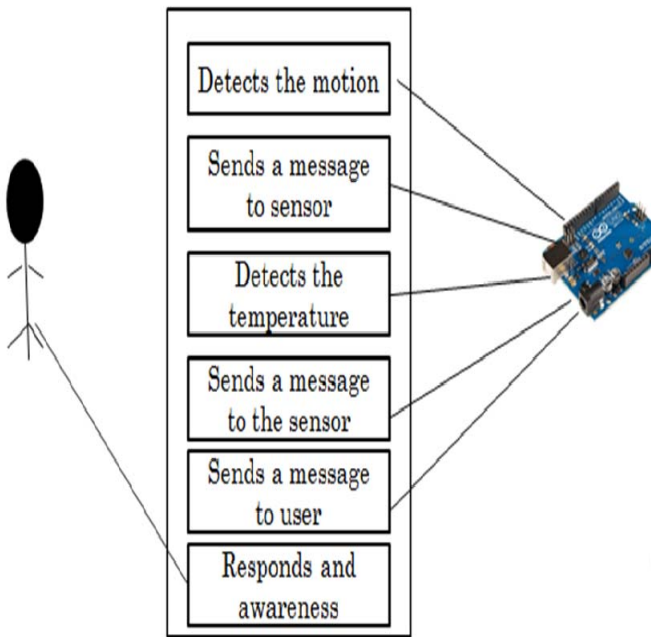 Detects the motion
Sends a message
to sensor
Detects the
temperature
Sends a message
to the sensor
Sends a message
to user
Responds and
awareness